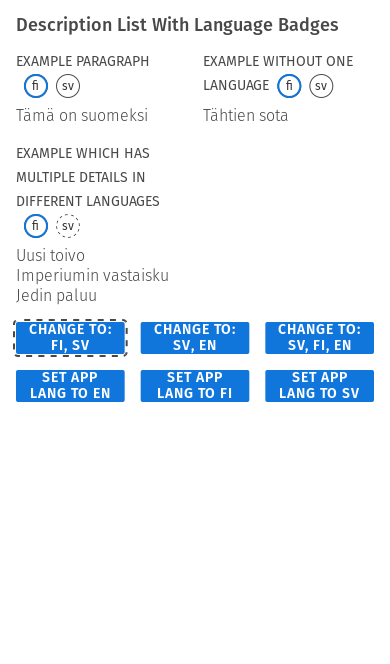 Description List With Language Badges
EXAMPLE PARAGRAPH
fi sv
Tämä on suomeksi
EXAMPLE WITHOUT ONE
LANGUAGE fi sv
Tähtien sota
EXAMPLE WHICH HAS
MULTIPLE DETAILS IN
DIFFERENT LANGUAGES
fi sv
Uusi toivo
Imperiumin vastaisku
Jedin paluu
CHANGE TO:
FI, SV
CHANGE TO:
SV, EN
CHANGE TO:
SV, FI, EN
SET APP
LANG TO EN
SET APP
LANG TO FI
SET APP
LANG TO SV